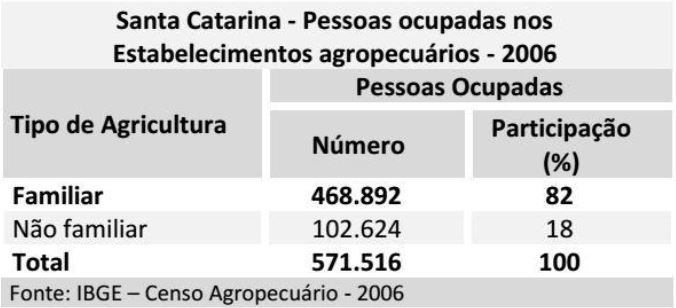 Santa Catarina - Pessoas ocupadas nos
Estabelecimentos agropecuários - 2006
Tipo de Agricultura
Pessoas Ocupadas
Número
Participação
(%)
Familiar 468.892 82
Não familiar 102.624 18
Total 571.516 100
Fonte: IBGE – Censo Agropecuário - 2006